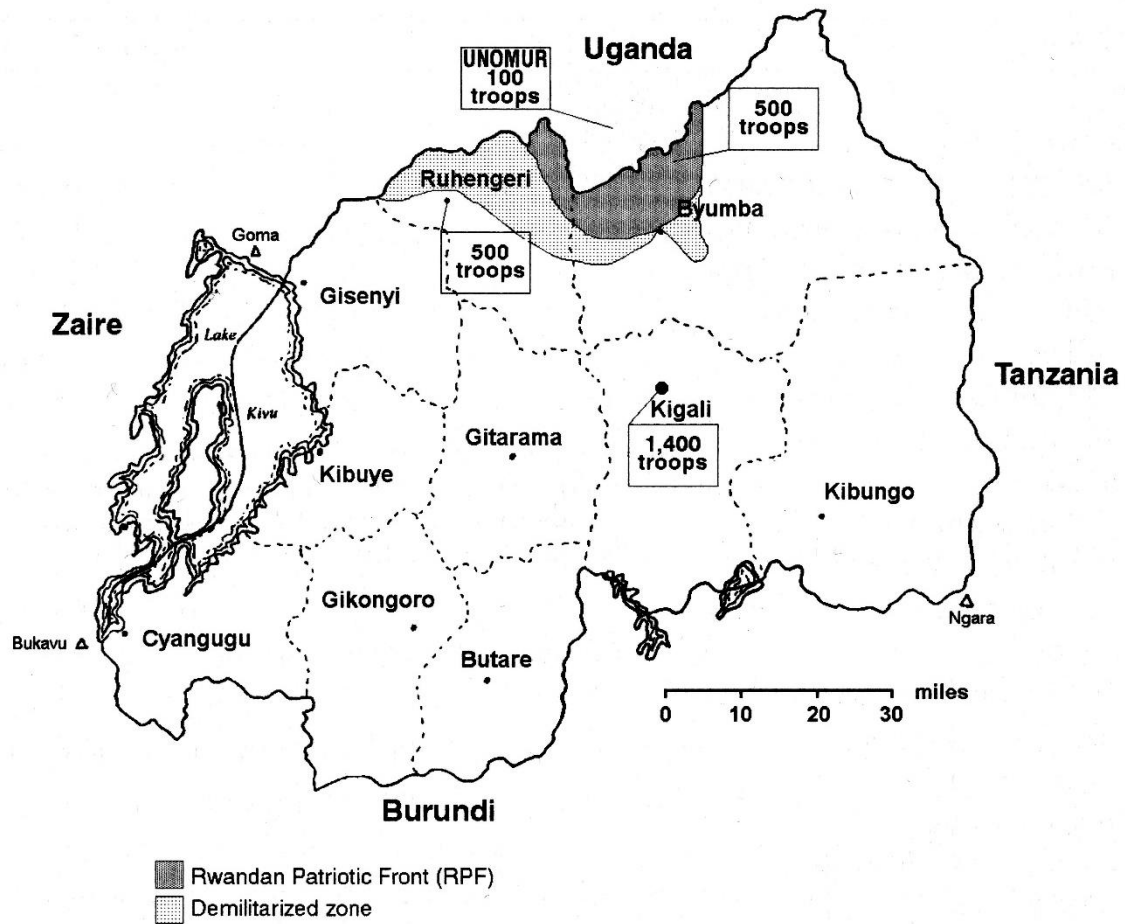 Uganda
UNOMUR
100
troops
500
troops
Ruhengeri
Byumba
Goma
500
troops
Gisenyi
Zaire
Lake
Kivu
Tanzania
Kigali
1,400
troops
Gitarama
Kibuye
Kibungo
Gikongoro
Ngara
Bukavu
Cyangugu
Butare
miles
0 10 20 30
Burundi
Rwandan Patriotic Front (RPF)
Demilitarized zone